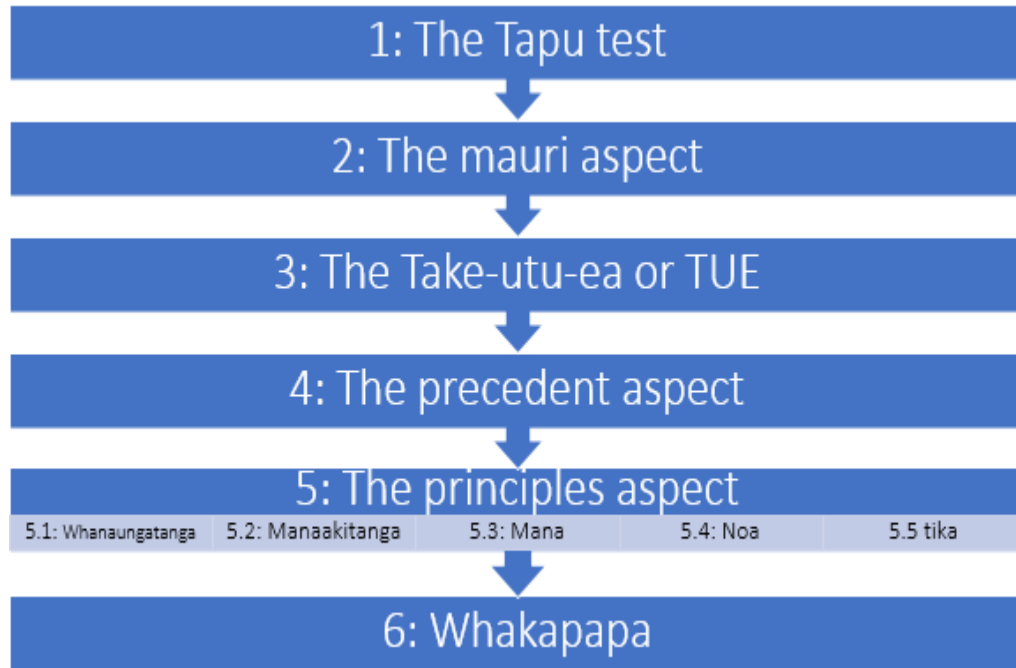 1: The Tapu test
2: The mauri aspect
3: The Take-utu-ea or TUE
4: The precedent aspect
5: The principles aspect
5.1: Whanaungatanga 5.2: Manaakitanga 5.3: Mana 5.4: Noa 5.5 tika
6: Whakapapa